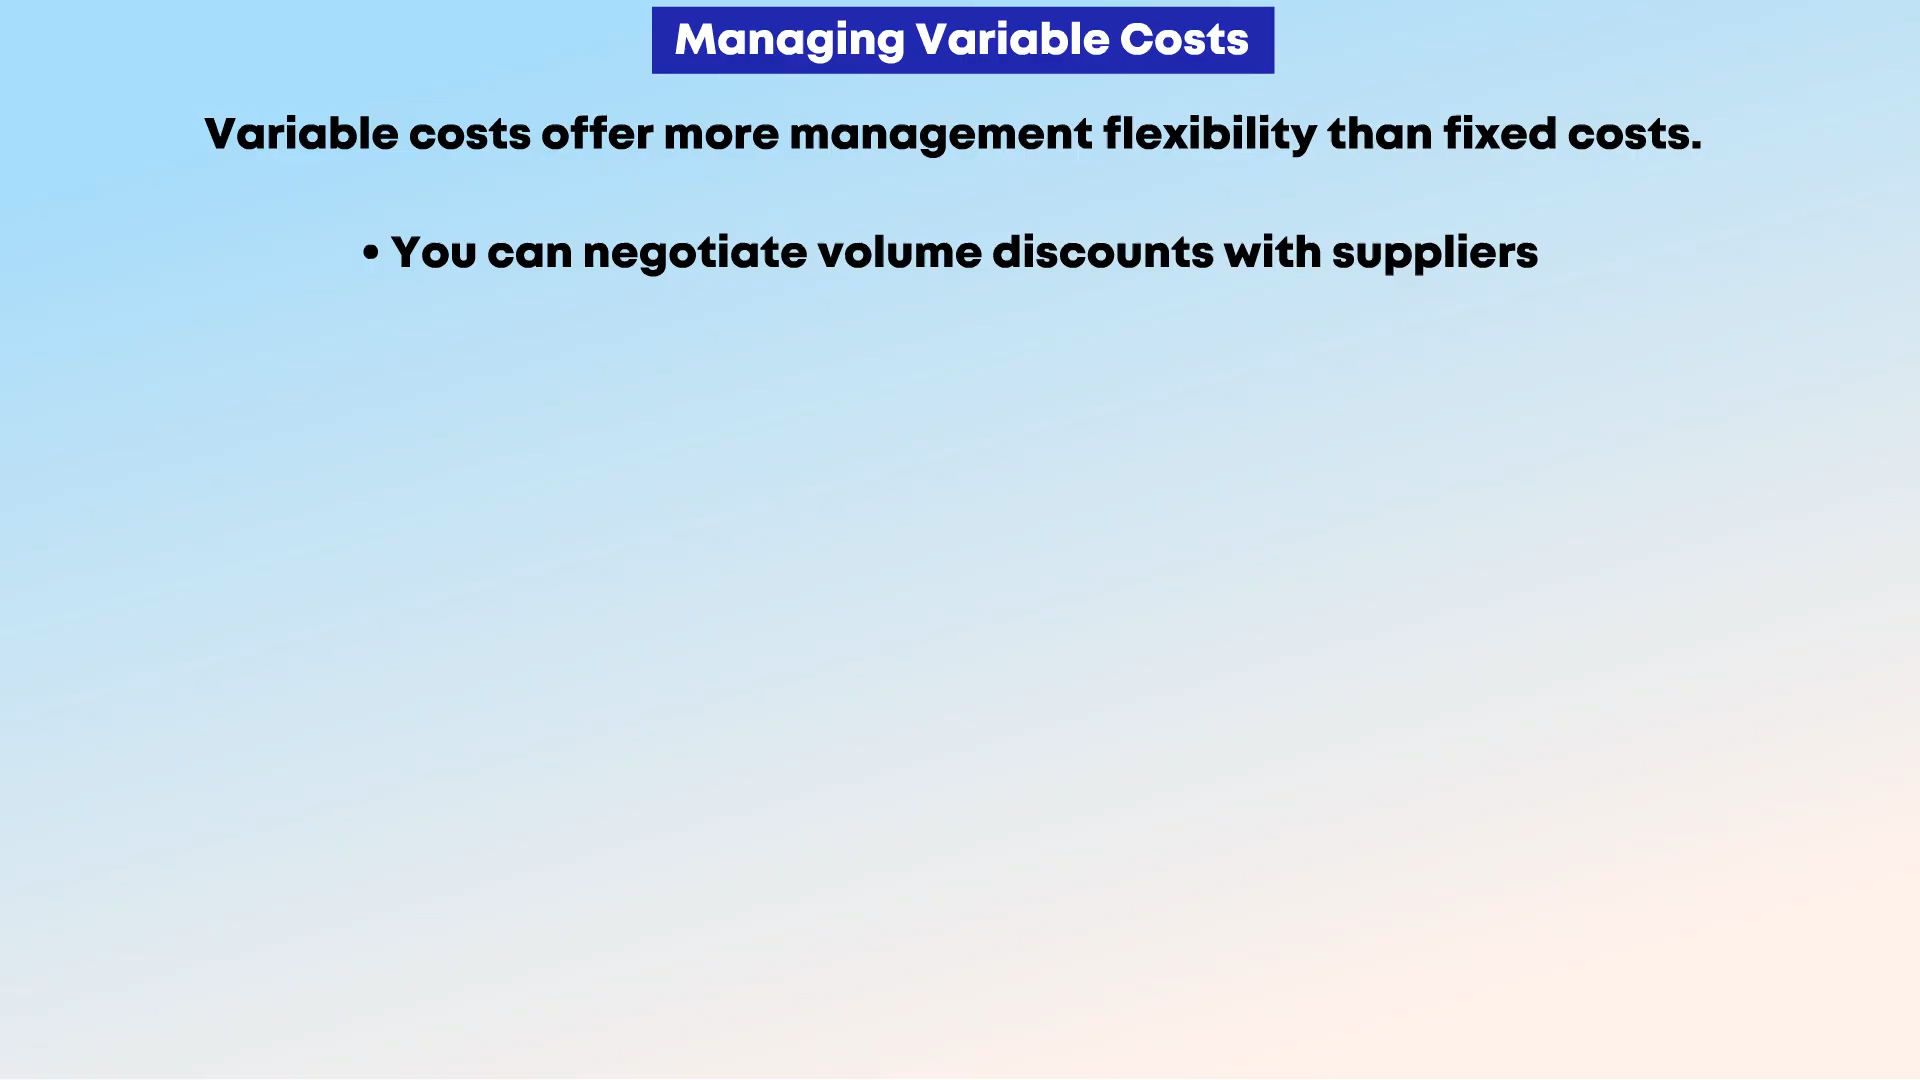 Managing Variable Costs
Variable costs offer more management flexibility than fixed costs.
• You can negotiate volume discounts with suppliers